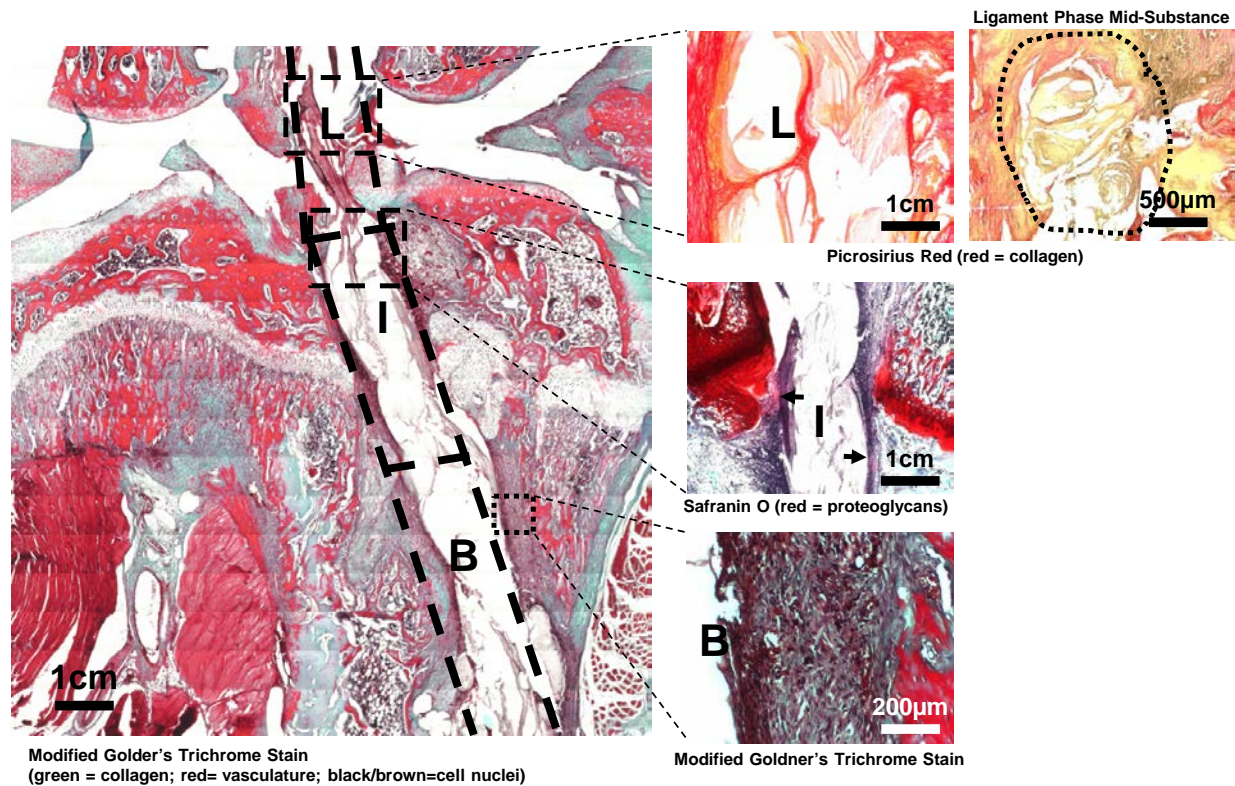 Ligament Phase Mid-Substance
L
L
1cm
500µm
Picrosirius Red (red = collagen)
I
I
1cm
Safranin O (red = proteoglycans)
B
B
1cm
200µm
Modified Golder's Trichrome Stain
(green = collagen; red= vasculature; black/brown=cell nuclei)
Modified Goldner's Trichrome Stain